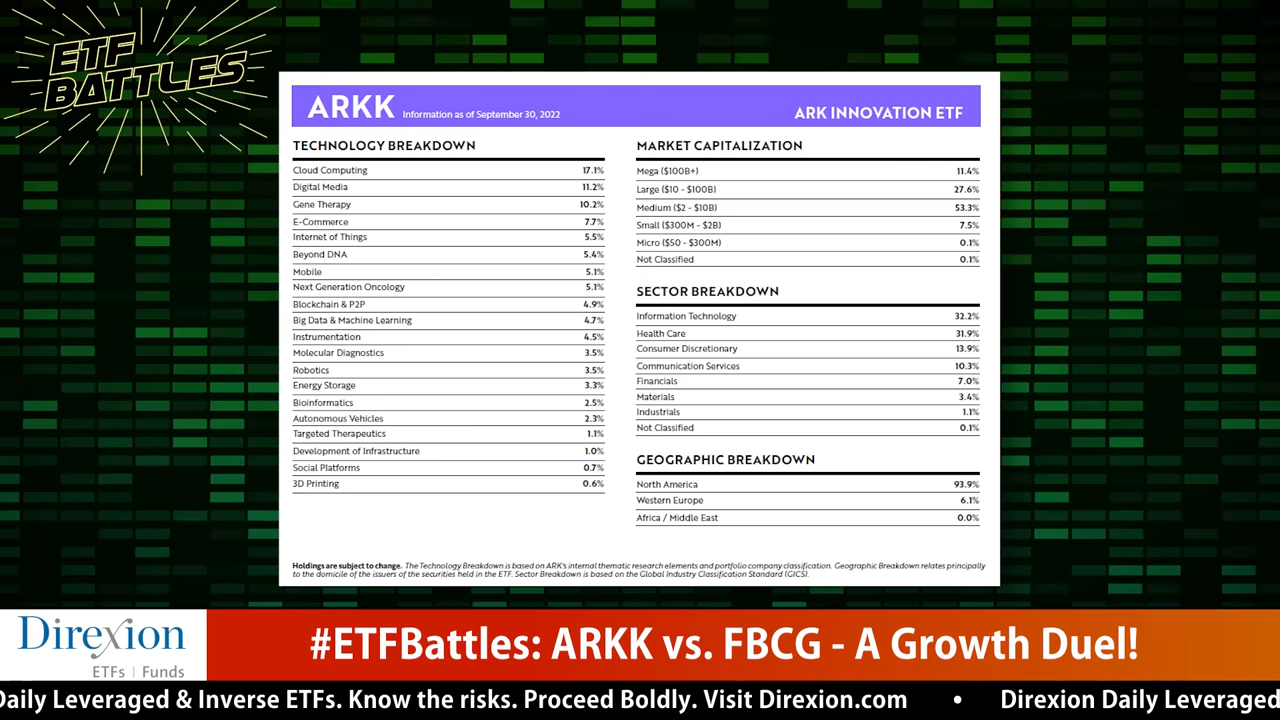 ETF
BATTLES
ARKK Information as of September 30, 2022
ARK INNOVATION ETF
TECHNOLOGY BREAKDOWN
Cloud Computing 17.1%
Digital Media 11.2%
Gene Therapy 10.2%
E-Commerce 7.7%
Internet of Things 5.5%
Beyond DNA 5.4%
Mobile 5.1%
Next Generation Oncology 5.1%
Blockchain & P2P 4.9%
Big Data & Machine Learning 4.7%
Instrumentation 4.5%
Molecular Diagnostics 3.5%
Robotics 3.5%
Energy Storage 3.3%
Bioinformatics 2.5%
Autonomous Vehicles 2.3%
Targeted Therapeutics 1.1%
Development of Infrastructure 1.0%
Social Platforms 0.7%
3D Printing 0.6%
MARKET CAPITALIZATION
Mega ($100B+) 11.4%
Large ($10 - $100B) 27.6%
Medium ($2 - $10B) 53.3%
Small ($300M - $2B) 7.5%
Micro ($50 - $300M) 0.1%
Not Classified 0.1%
SECTOR BREAKDOWN
Information Technology 32.2%
Health Care 31.9%
Consumer Discretionary 13.9%
Communication Services 10.3%
Financials 7.0%
Materials 3.4%
Industrials 1.1%
Not Classified 0.1%
GEOGRAPHIC BREAKDOWN
North America 93.9%
Western Europe 6.1%
Africa / Middle East 0.0%
Holdings are subject to change. The Technology Breakdown is based on ARK's internal thematic research elements and portfolio company classification. Geographic Breakdown relates principally
to the domicile of the issuers of the securities held in the ETF. Sector Breakdown is based on the Global Industry Classification Standard (GICS).
Direxion
ETFs | Funds
#ETFBattles: ARKK vs. FBCG - A Growth Duel!
Daily Leveraged & Inverse ETFs. Know the risks. Proceed Boldly. Visit Direxion.com • Direxion Daily Leveraged